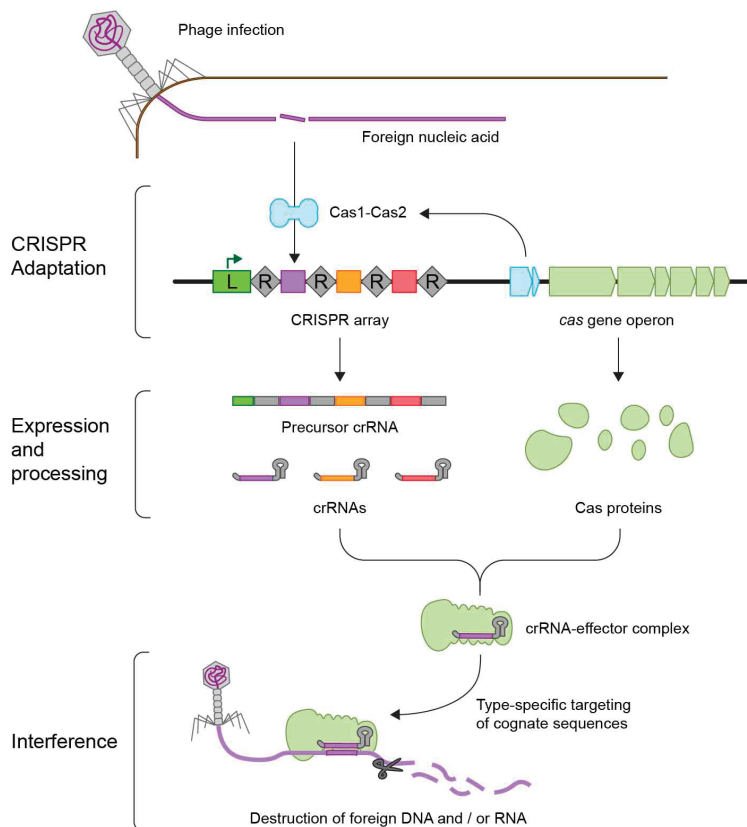 Phage infection
Foreign nucleic acid
Cas1-Cas2
CRISPR
Adaptation
L
R
R
R
R
CRISPR array
cas gene operon
Precursor crRNA
Expression
and
processing
crRNAs
Cas proteins
crRNA-effector complex
Type-specific targeting
of cognate sequences
Interference
Destruction of foreign DNA and / or RNA